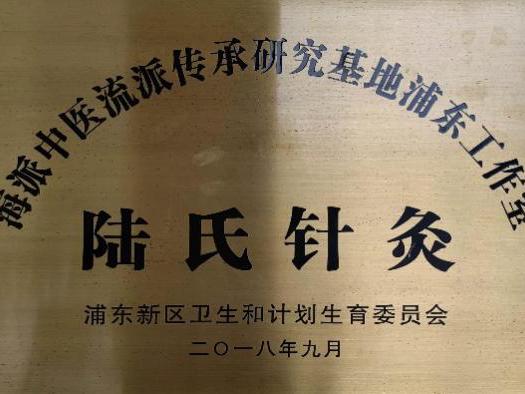 海派中医流派传承研究基地浦东工作室
陆氏针灸
浦东新区卫生和计划生育委员会
二〇一八年九月